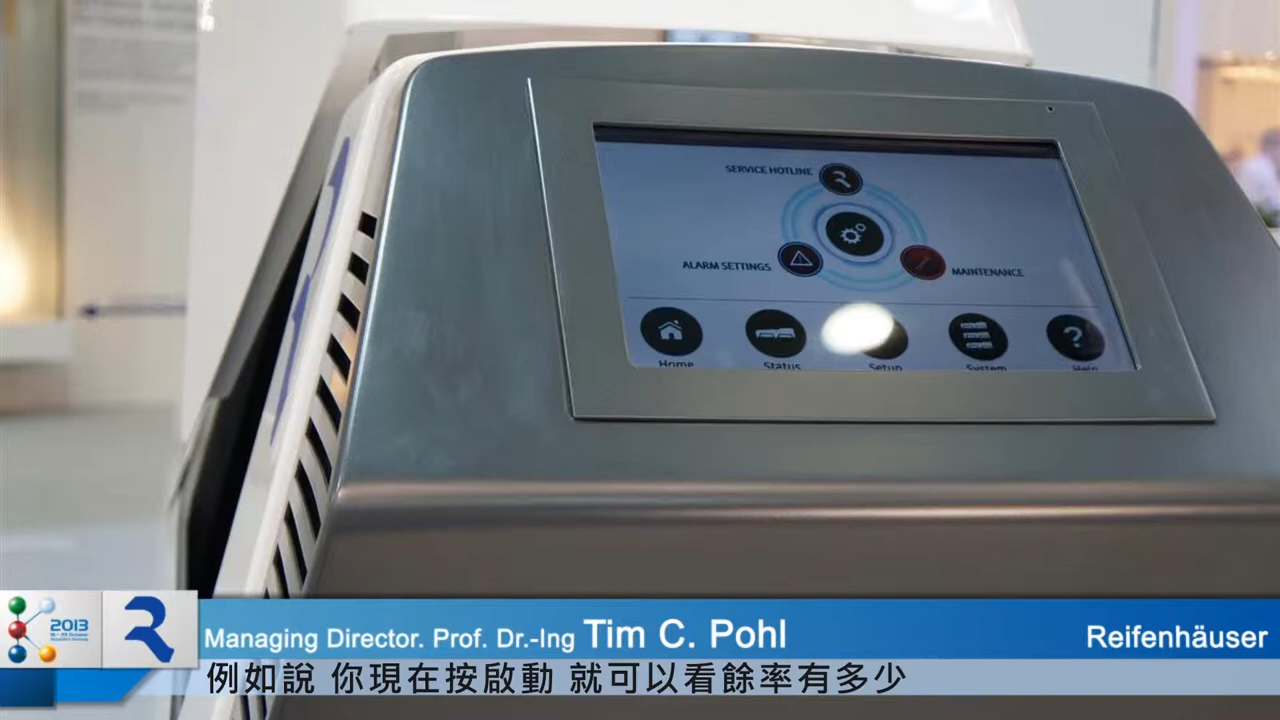 SERVICE HOTLINE
ALARM SETTINGS
MAINTENANCE
Home
Status
Setup
System
Help
2013
Managing Director. Prof. Dr.-Ing Tim C. Pohl
Reifenhäuser
例如說 你現在按啟動 就可以看餘率有多少